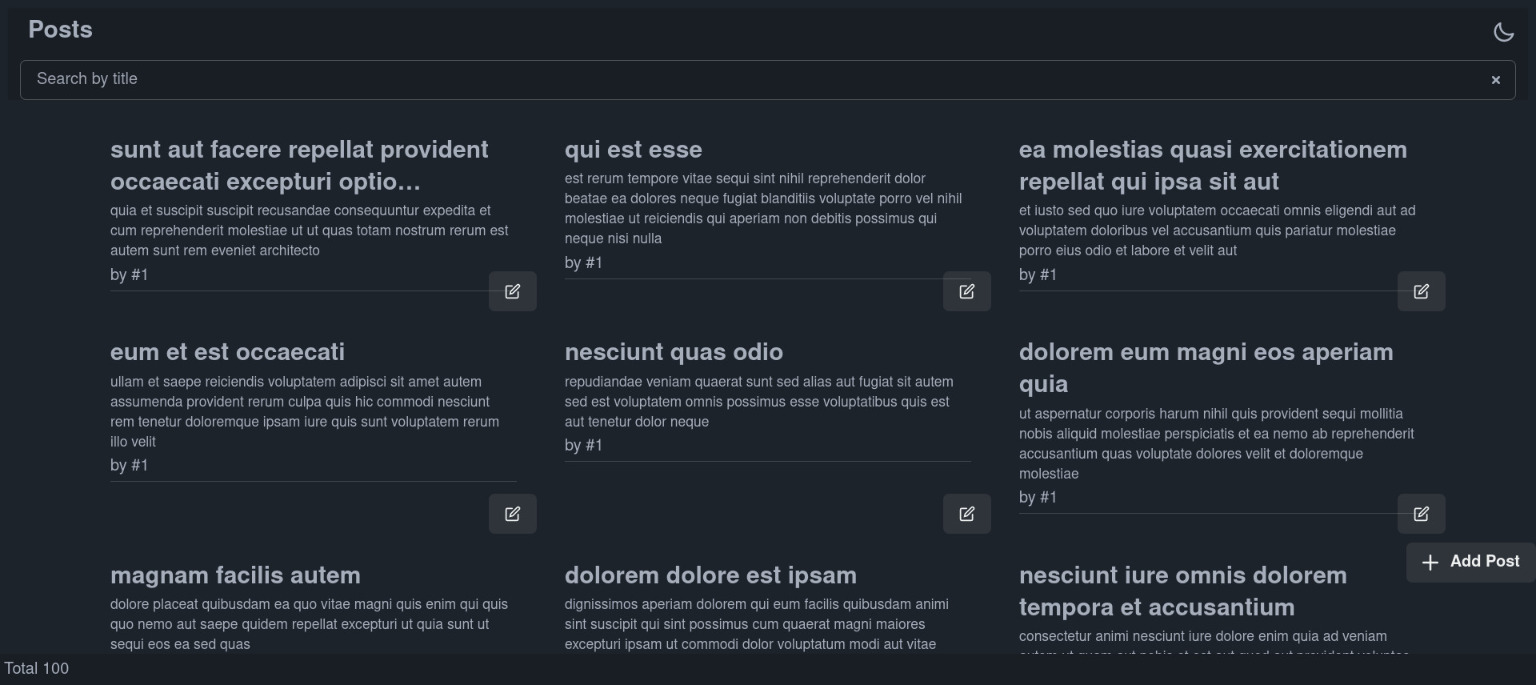 Posts
Search by title
sunt aut facere repellat provident
occaecati excepturi optio...
quia et suscipit suscipit recusandae consequuntur expedita et
cum reprehenderit molestiae ut ut quas totam nostrum rerum est
autem sunt rem eveniet architecto
by #1
qui est esse
est rerum tempore vitae sequi sint nihil reprehenderit dolor
beatae ea dolores neque fugiat blanditiis voluptate porro vel nihil
molestiae ut reiciendis qui aperiam non debitis possimus qui
neque nisi nulla
by #1
ea molestias quasi exercitationem
repellat qui ipsa sit aut
et iusto sed quo iure voluptatem occaecati omnis eligendi aut ad
voluptatem doloribus vel accusantium quis pariatur molestiae
porro eius odio et labore et velit aut
by #1
eum et est occaecati
ullam et saepe reiciendis voluptatem adipisci sit amet autem
assumenda provident rerum culpa quis hic commodi nesciunt
rem tenetur doloremque ipsam iure quis sunt voluptatem rerum
illo velit
by #1
nesciunt quas odio
repudiandae veniam quaerat sunt sed alias aut fugiat sit autem
sed est voluptatem omnis possimus esse voluptatibus quis est
aut tenetur dolor neque
by #1
dolorem eum magni eos aperiam
quia
ut aspernatur corporis harum nihil quis provident sequi mollitia
nobis aliquid molestiae perspiciatis et ea nemo ab reprehenderit
accusantium quas voluptate dolores velit et doloremque
molestiae
by #1
Add Post
magnam facilis autem
dolore placeat quibusdam ea quo vitae magni quis enim qui quis
quo nemo aut saepe quidem repellat excepturi ut quia sunt ut
sequi eos ea sed quas
dolorem dolore est ipsam
dignissimos aperiam dolorem qui eum facilis quibusdam animi
sint suscipit qui sint possimus cum quaerat magni maiores
excepturi ipsam ut commodi dolor voluptatum modi aut vitae
nesciunt iure omnis dolorem
tempora et accusantium
consectetur animi nesciunt iure dolore enim quia ad veniam
Total 100